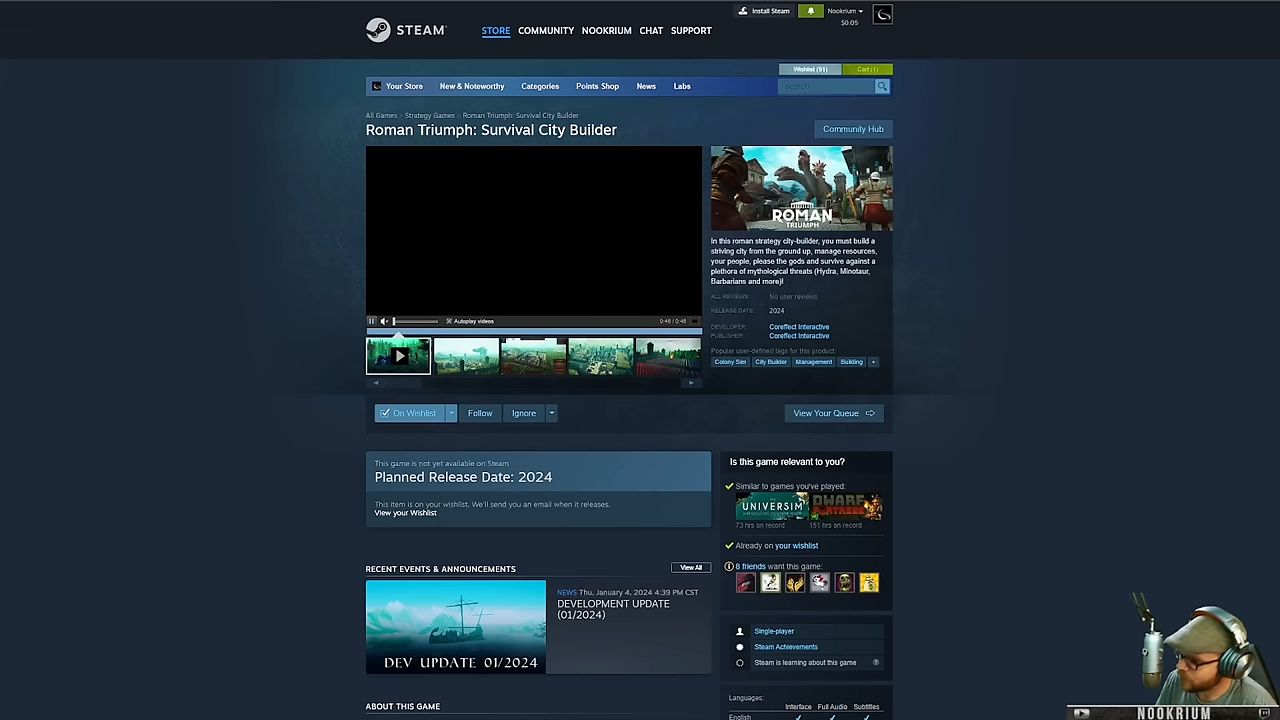 Install Steam
Nookrium
$0.05
STEAM
STORE COMMUNITY NOOKRIUM CHAT SUPPORT
Wishlist (91) Cart (1)
Your Store New & Noteworthy Categories Points Shop News Labs
search
All Games > Strategy Games > Roman Triumph: Survival City Builder
Roman Triumph: Survival City Builder
Community Hub
ROMAN
TRIUMPH
In this roman strategy city-builder, you must build a
striving city from the ground up, manage resources,
your people, please the gods and survive against a
plethora of mythological threats (Hydra, Minotaur,
Barbarians and more)!
ALL REVIEWS: No user reviews
RELEASE DATE: 2024
DEVELOPER: Coreffect Interactive
PUBLISHER: Coreffect Interactive
Popular user-defined tags for this product:
Colony Sim City Builder Management Building +
Autoplay videos 0:46 / 0:46
On Wishlist Follow Ignore
View Your Queue
This game is not yet available on Steam
Planned Release Date: 2024
This item is on your wishlist. We'll send you an email when it releases.
View your Wishlist
RECENT EVENTS & ANNOUNCEMENTS View All
NEWS Thu, January 4, 2024 4:39 PM CST
DEVELOPMENT UPDATE
(01/2024)
DEV UPDATE 01/2024
ABOUT THIS GAME
Is this game relevant to you?
Similar to games you've played:
UNIVERSIM DWARF
FORTRESS
73 hrs on record 151 hrs on record
Already on your wishlist
8 friends want this game:
Single-player
Steam Achievements
Steam is learning about this game ?
Languages:
Interface Full Audio Subtitles
English
NOOKRIUM